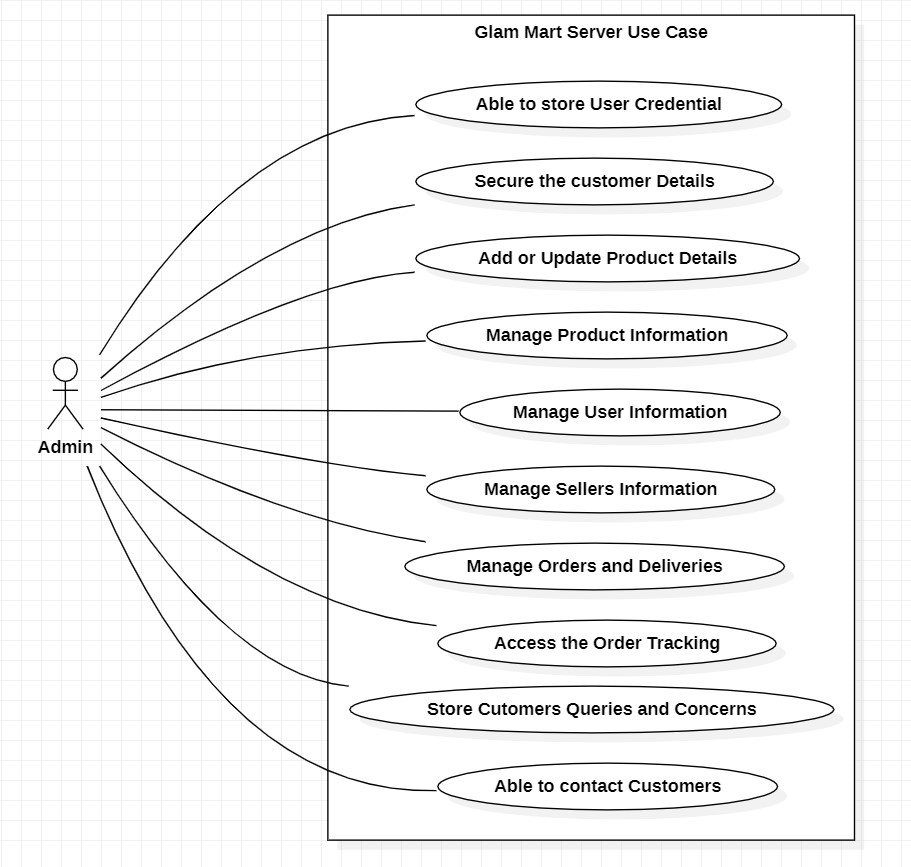 Glam Mart Server Use Case
Able to store User Credential
Secure the customer Details
Add or Update Product Details
Manage Product Information
Manage User Information
Admin
Manage Sellers Information
Manage Orders and Deliveries
Access the Order Tracking
Store Cutomers Queries and Concerns
Able to contact Customers